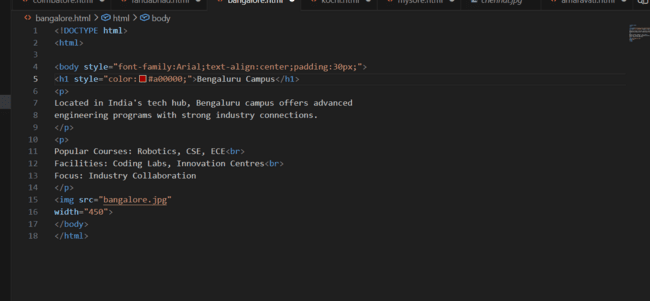 coimbatore.html
faridabad.html
bangalore.html
kochi.html
mysore.html
chennai.jpg
amaravati.html
bangalore.html > html > body
1 <!DOCTYPE html>
2 <html>
3
4 <body style="font-family:Arial;text-align:center;padding:30px;">
5 <h1 style="color:#a00000;">Bengaluru Campus</h1>
6 <p>
7 Located in India's tech hub, Bengaluru campus offers advanced
8 engineering programs with strong industry connections.
9 </p>
10 <p>
11 Popular Courses: Robotics, CSE, ECE<br>
12 Facilities: Coding Labs, Innovation Centres<br>
13 Focus: Industry Collaboration
14 </p>
15 <img src="bangalore.jpg"
16 width="450">
17 </body>
18 </html>